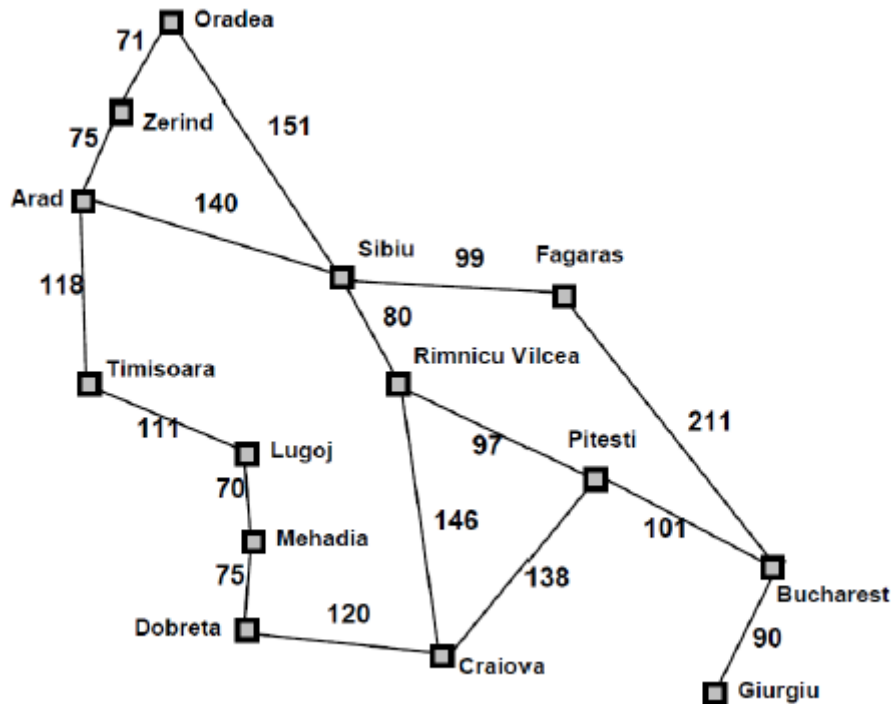 Oradea
71
Zerind
151
75
Arad
140
Sibiu
99
Fagaras
118
80
Timisoara
Rimnicu Vilcea
111
Lugoj
97
Pitesti
211
70
Mehadia
146
101
75
138
Bucharest
Dobreta
120
Craiova
90
Giurgiu